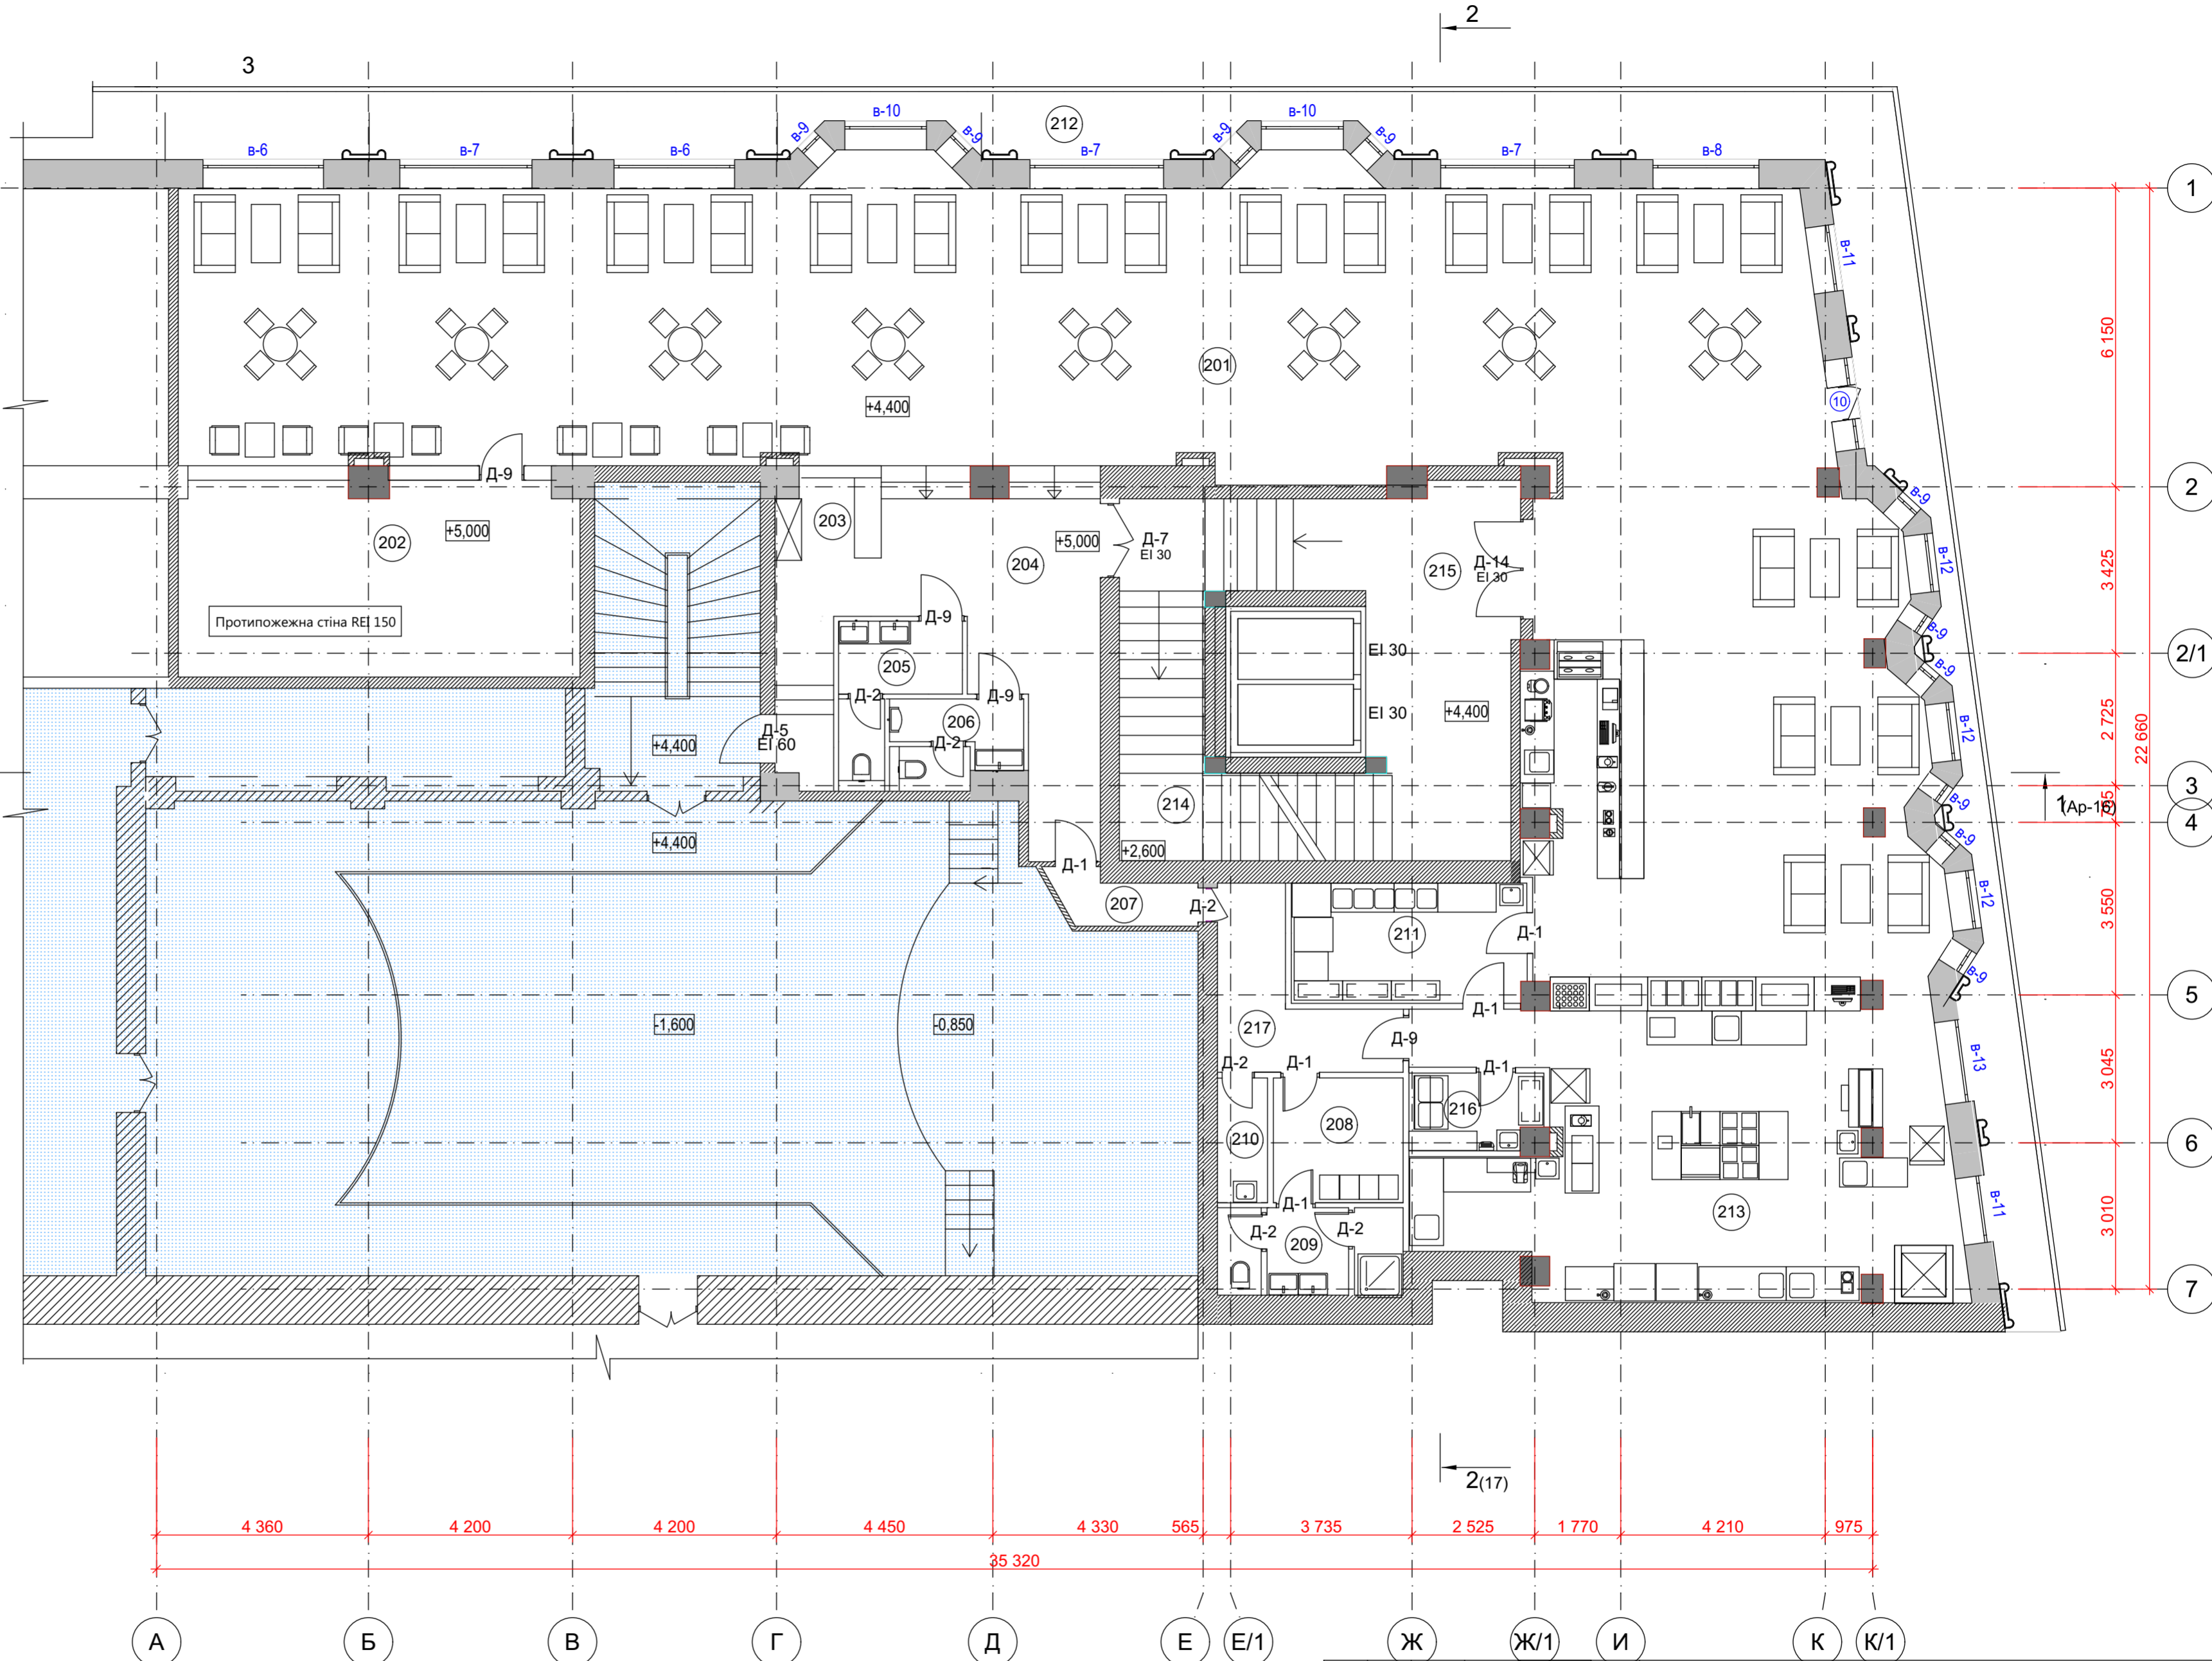 2
3
в-6
в-7
в-6
в-9
в-10
в-9
212
в-7
в-9
в-10
в-9
в-7
в-8
1
в-11
6 150
201
10
+4,400
Д-9
2
в-9
203
202
+5,000
+5,000
204
Д-7
EI 30
215
Д-14
EI 30
в-12
3 425
Протипожежна стіна REI 150
Д-9
205
EI 30
в-9
2/1
Д-2
Д-9
206
EI 30
+4,400
в-12
2 725
22 660
Д-5
EI 60
+4,400
Д-2
3
214
в-9
1(Ар-16)
4
+4,400
+2,600
в-9
Д-1
в-12
3 550
207
Д-2
211
Д-1
в-9
5
Д-1
-1,600
-0,850
217
Д-9
в-13
3 045
Д-2
Д-1
Д-1
216
210
208
6
Д-1
в-11
213
3 010
Д-2
209
Д-2
7
2(17)
4 360
4 200
4 200
4 450
4 330
565
3 735
2 525
1 770
4 210
975
35 320
А
Б
В
Г
Д
Е
Е/1
Ж
Ж/1
И
К
К/1